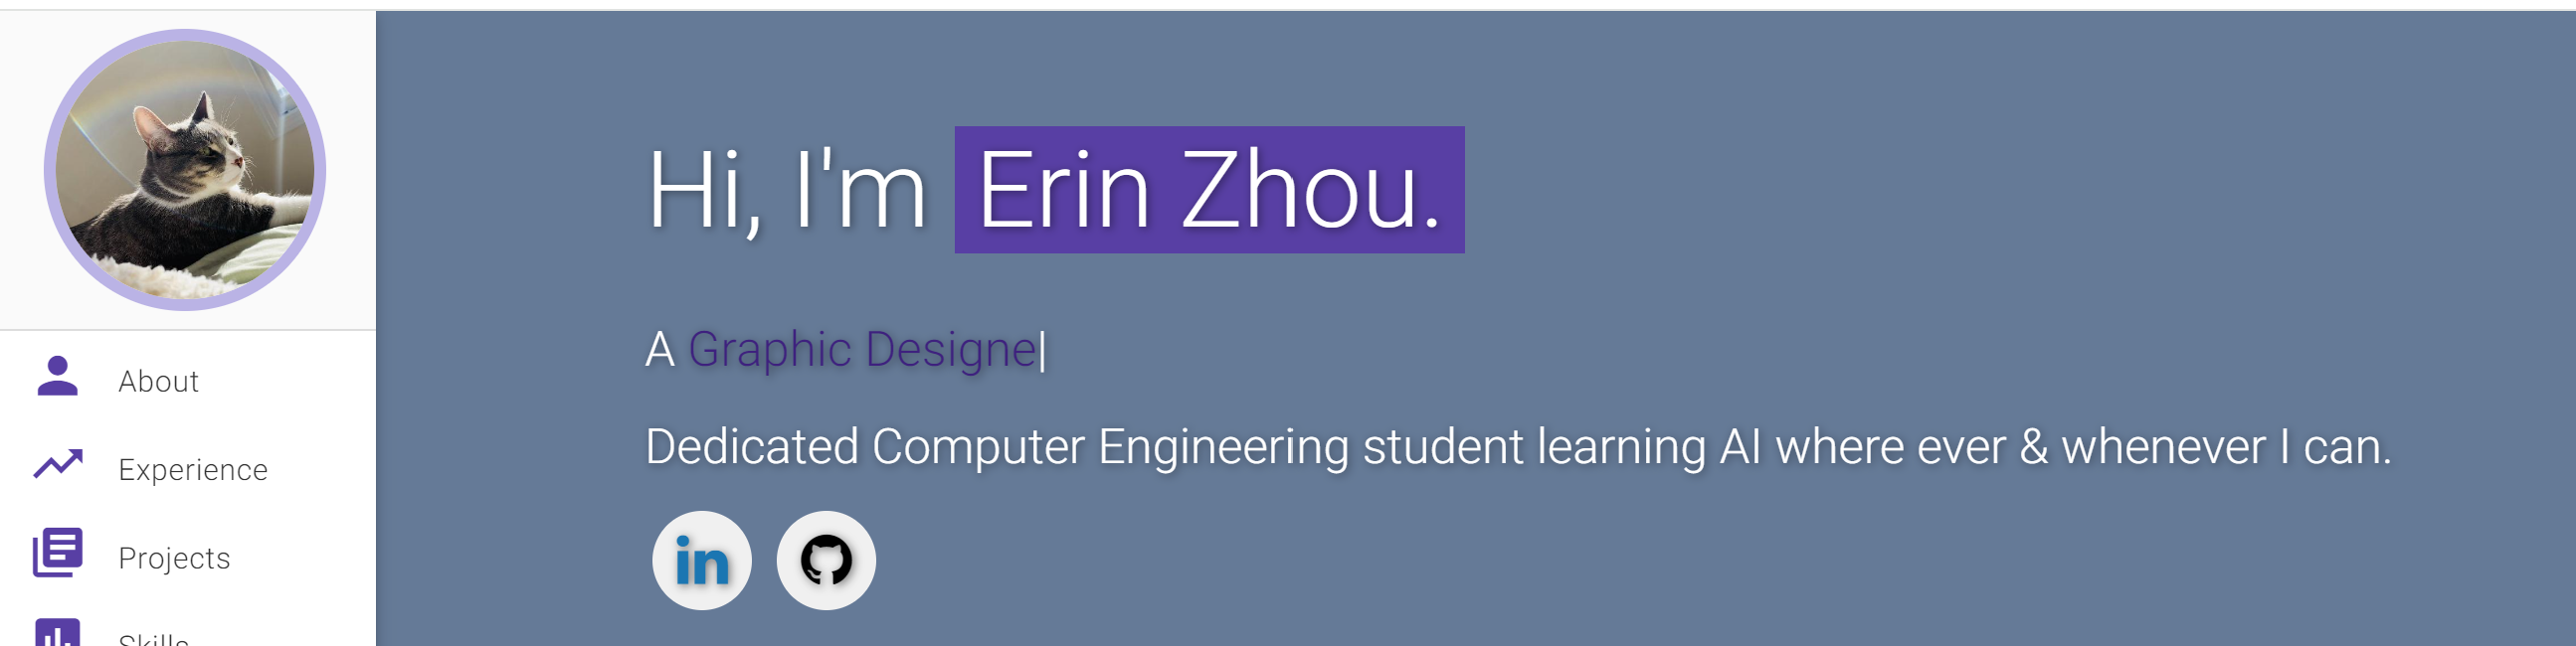 Hi, I'm Erin Zhou.
A Graphic Designe|
Dedicated Computer Engineering student learning AI where ever & whenever I can.
in
About
Experience
Projects
Skills